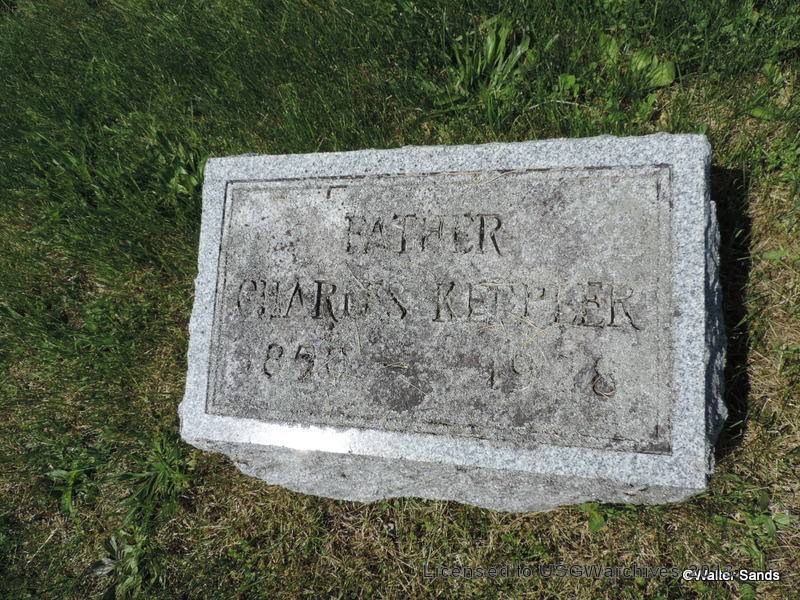 FATHER
CHARLES KEPPLER
Licensed to USGWarchives
©Walter Sands